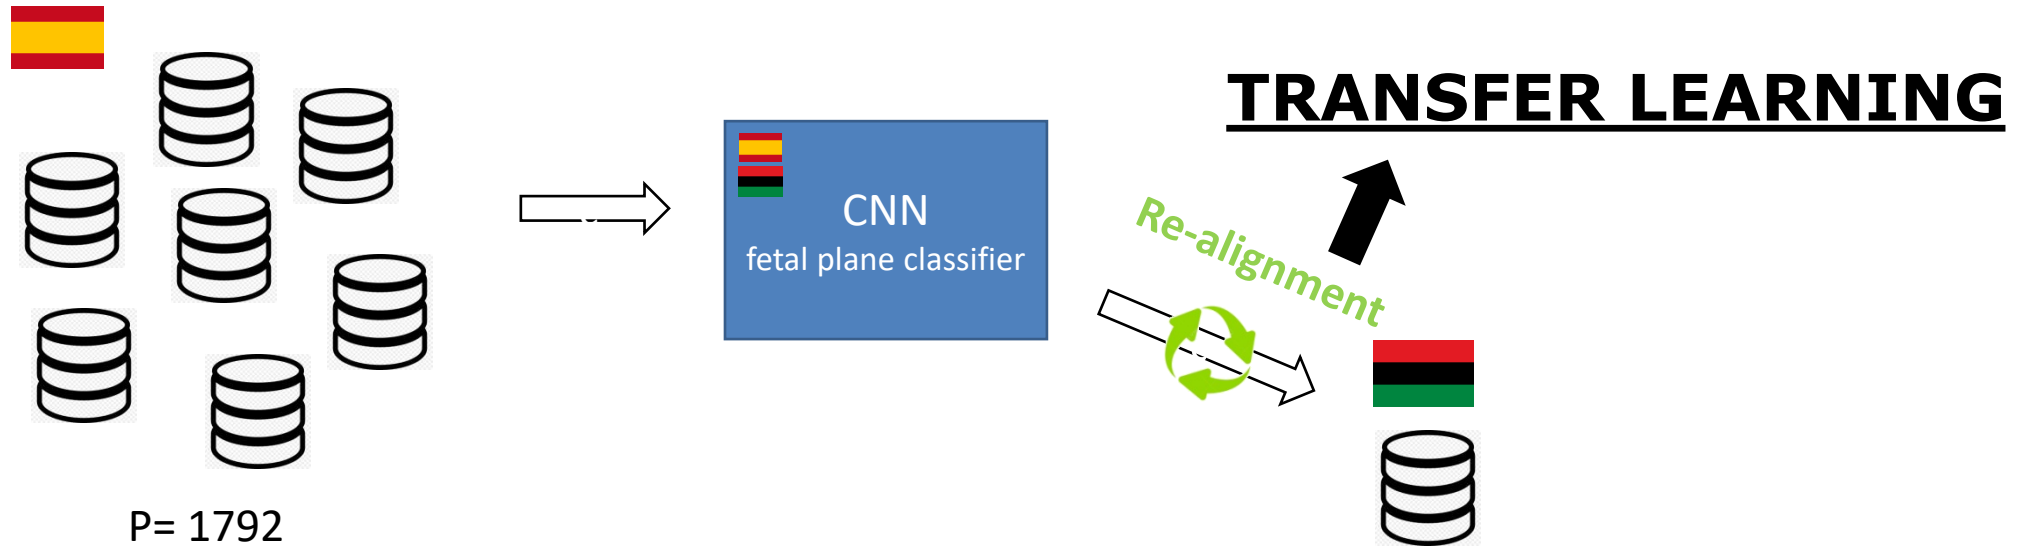 TRANSFER LEARNING
CNN
fetal plane classifier
Re-alignment
P= 1792